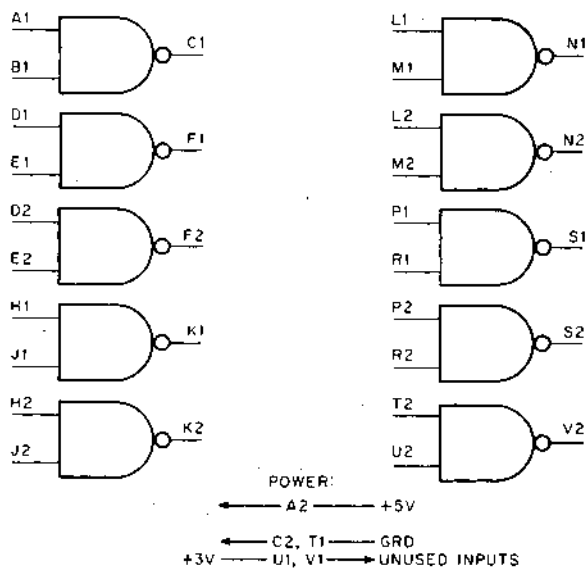 A1
B1
C1
D1
E1
F1
D2
E2
F2
H1
J1
K1
H2
J2
K2
L1
M1
N1
L2
M2
N2
P1
R1
S1
P2
R2
S2
T2
U2
V2
POWER:
A2 +5V
C2, T1 GRD
+3V U1, V1 UNUSED INPUTS